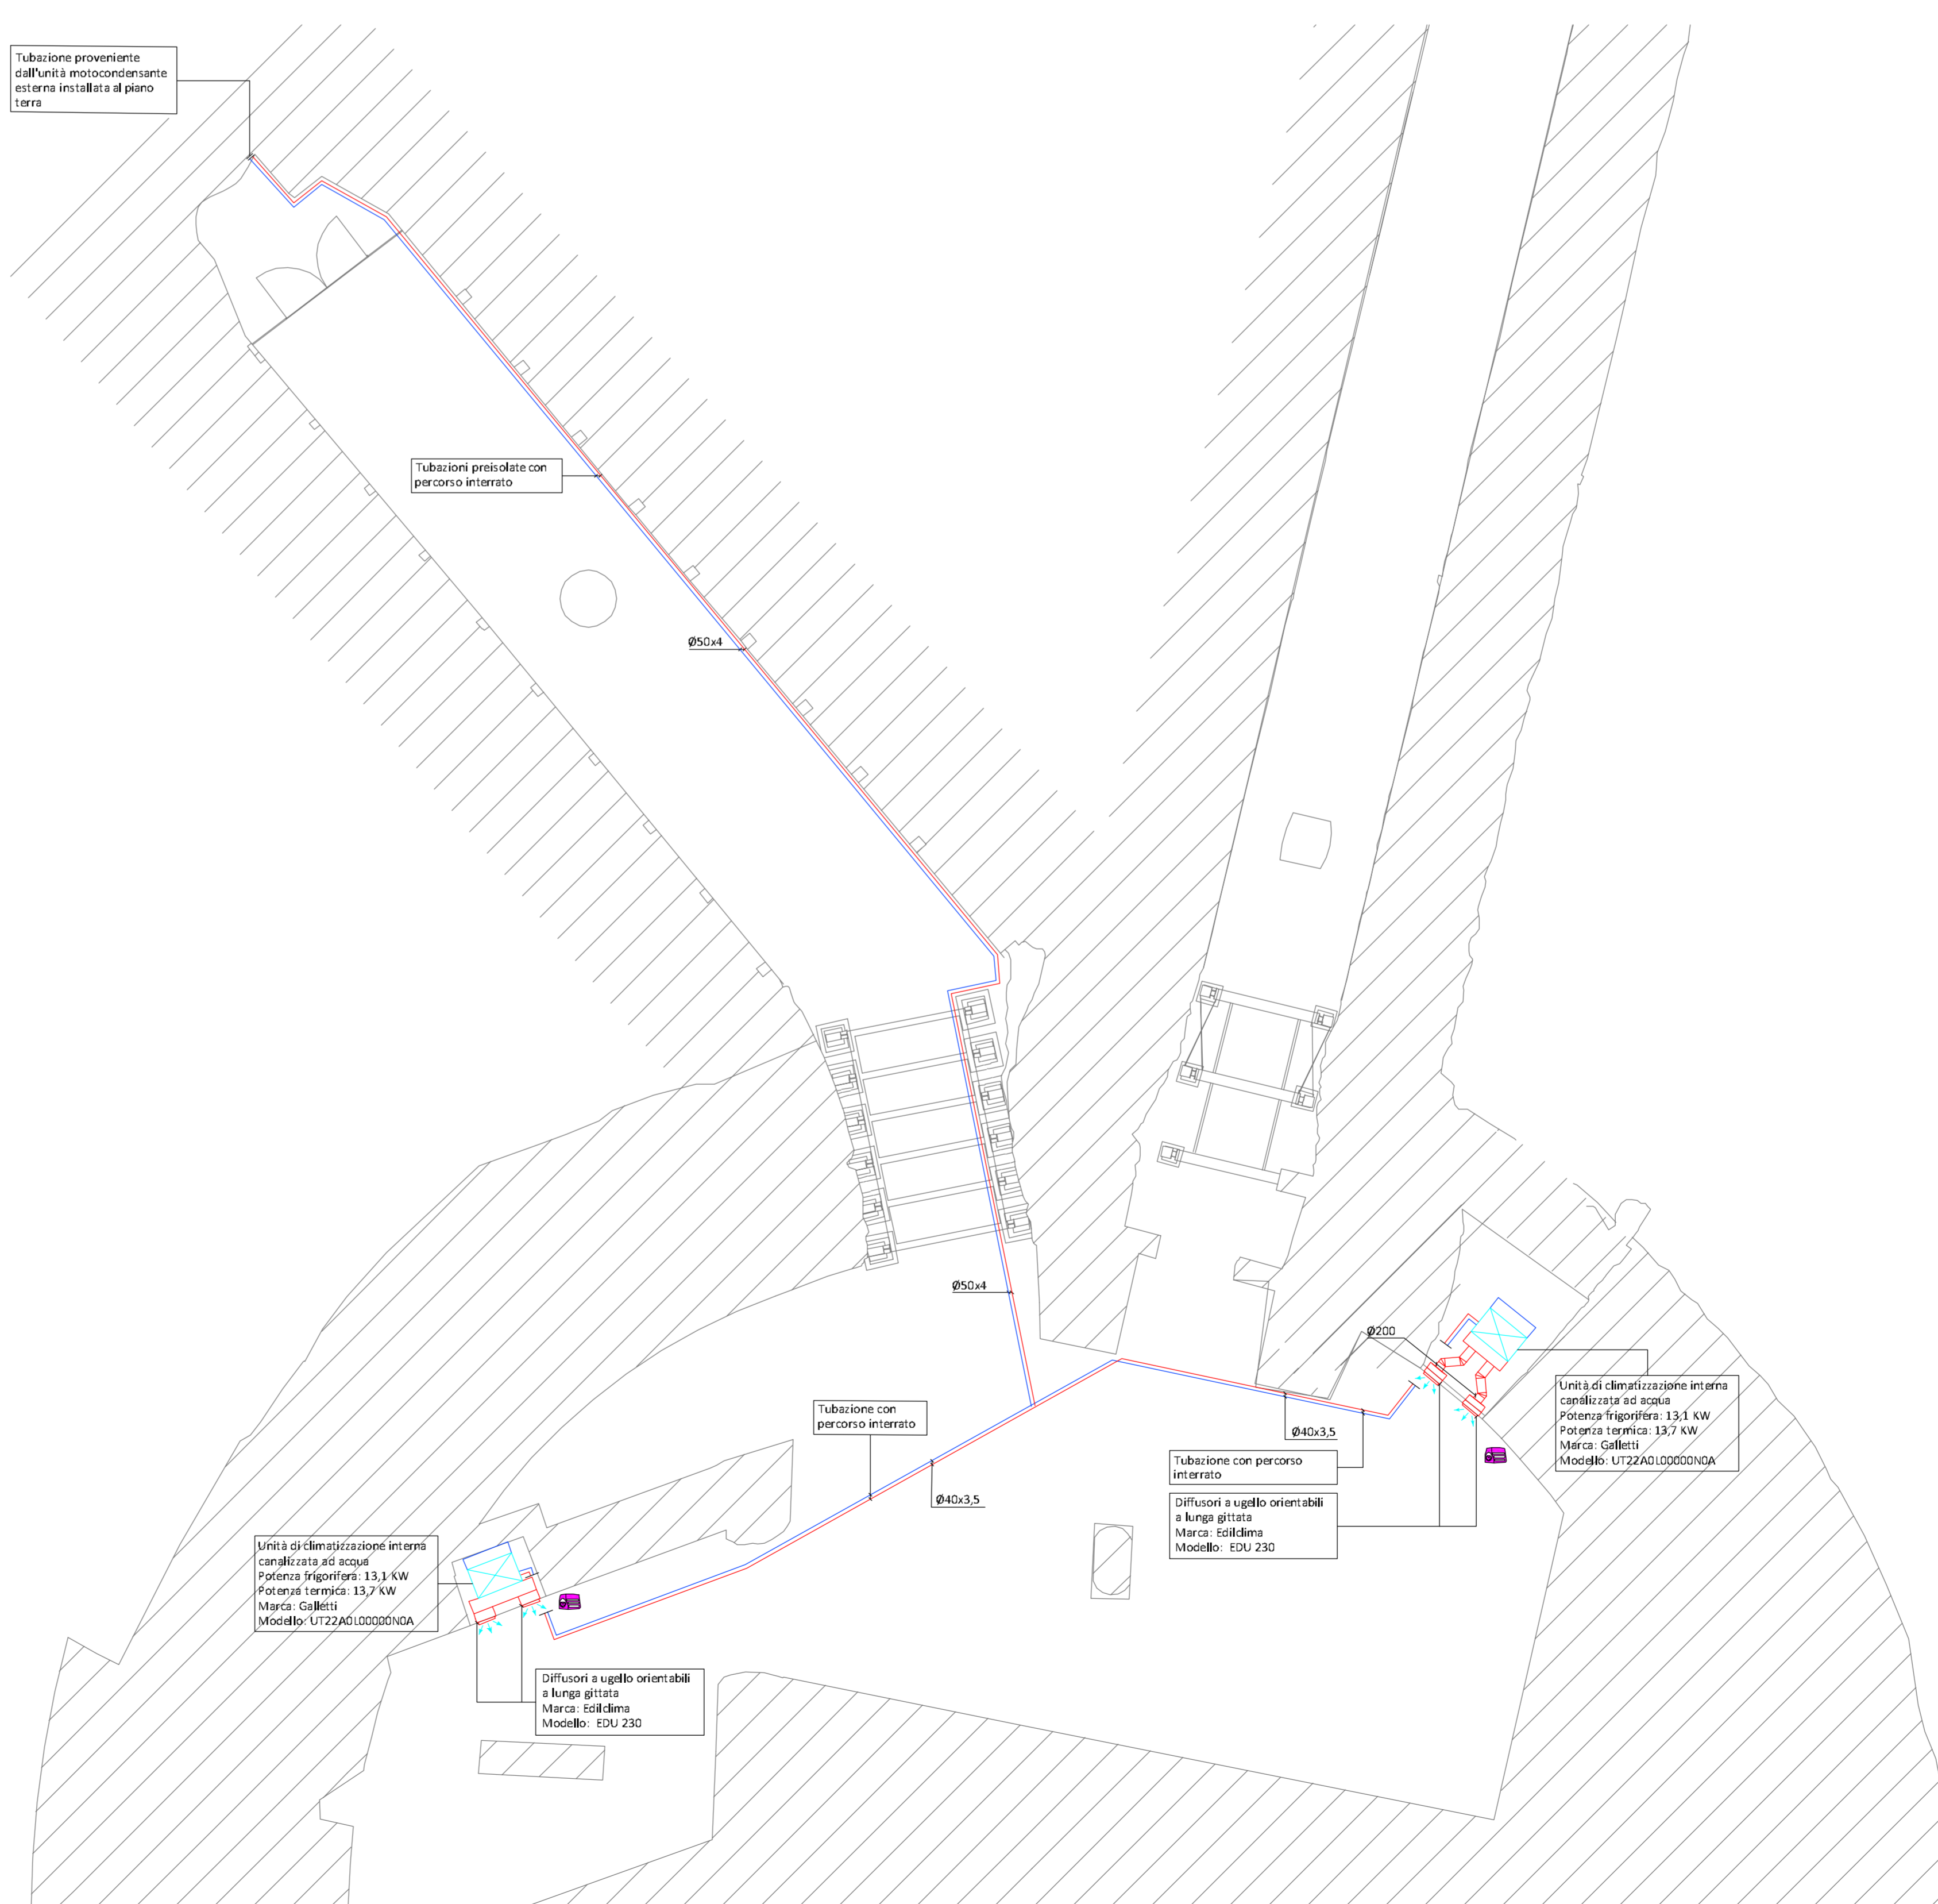 Tubazione proveniente
dall'unità motocondensante
esterna installata al piano
terra
Tubazioni preisolate con
percorso interrato
Ø50x4
Ø50x4
Ø200
Unità di climatizzazione interna
canalizzata ad acqua
Potenza frigorifera: 13,1 KW
Potenza termica: 13,7 KW
Marca: Galletti
Modello: UT22A0L00000N0A
Tubazione con
percorso interrato
Ø40x3,5
Tubazione con percorso
interrato
Ø40x3,5
Diffusori a ugello orientabili
a lunga gittata
Marca: Edilclima
Modello: EDU 230
Unità di climatizzazione interna
canalizzata ad acqua
Potenza frigorifera: 13,1 KW
Potenza termica: 13,7 KW
Marca: Galletti
Modello: UT22A0L00000N0A
Diffusori a ugello orientabili
a lunga gittata
Marca: Edilclima
Modello: EDU 230